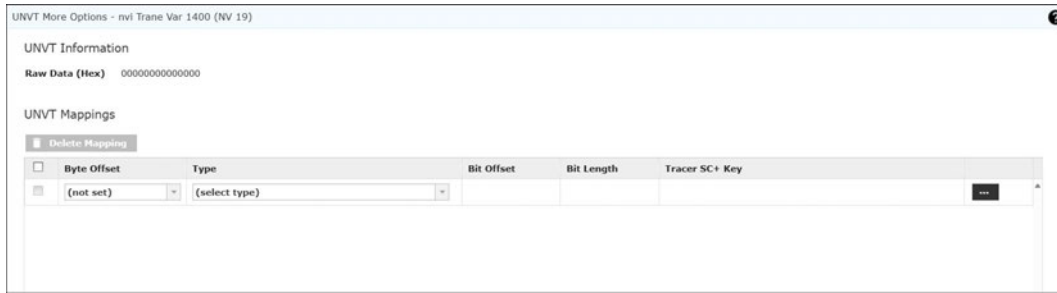 UNVT More Options - nvi Trane Var 1400 (NV 19)
?
UNVT Information
Raw Data (Hex) 00000000000000
UNVT Mappings
Delete Mapping
Byte Offset Type Bit Offset Bit Length Tracer SC+ Key
(not set) (select type) ...